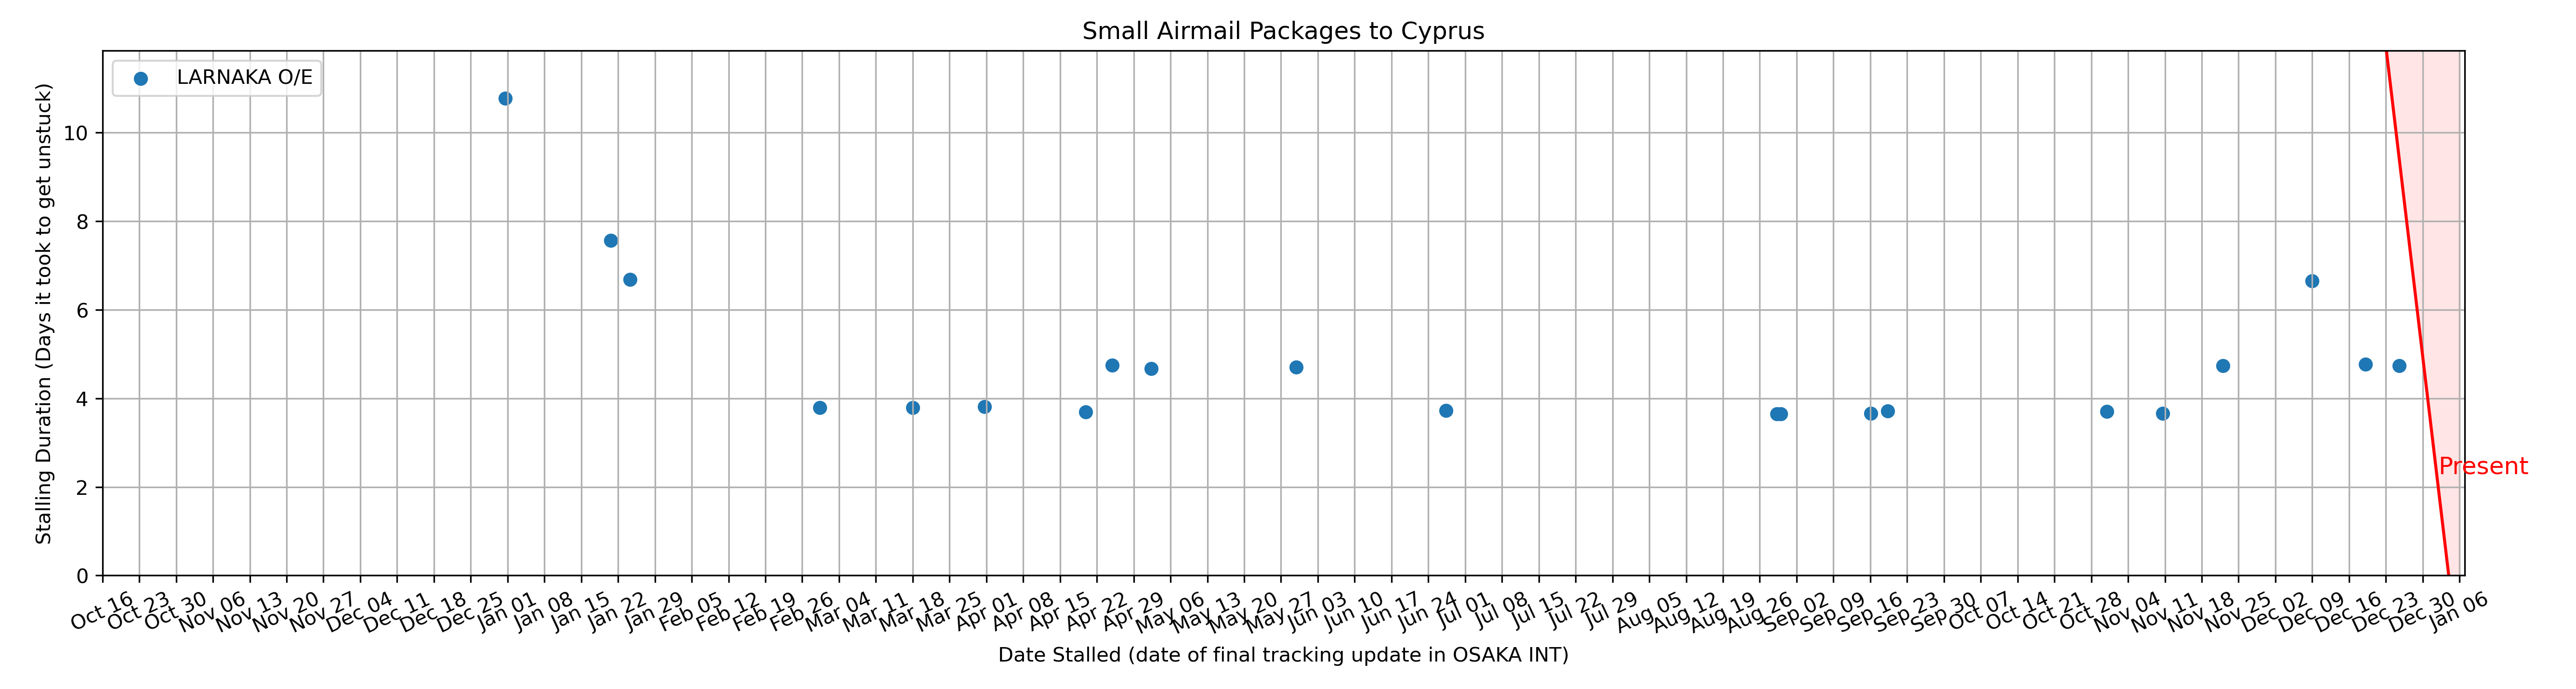 Small Airmail Packages to Cyprus
LARNAKA O/E
Stalling Duration (Days it took to get unstuck)
10
8
6
4
2
0
Present
Oct 16 Oct 23 Oct 30 Nov 06 Nov 13 Nov 20 Nov 27 Dec 04 Dec 11 Dec 18 Dec 25 Jan 01 Jan 08 Jan 15 Jan 22 Jan 29 Feb 05 Feb 12 Feb 19 Feb 26 Mar 04 Mar 11 Mar 18 Mar 25 Apr 01 Apr 08 Apr 15 Apr 22 Apr 29 May 06 May 13 May 20 May 27 Jun 03 Jun 10 Jun 17 Jun 24 Jul 01 Jul 08 Jul 15 Jul 22 Jul 29 Aug 05 Aug 12 Aug 19 Aug 26 Sep 02 Sep 09 Sep 16 Sep 23 Sep 30 Oct 07 Oct 14 Oct 21 Oct 28 Nov 04 Nov 11 Nov 18 Nov 25 Dec 02 Dec 09 Dec 16 Dec 23 Dec 30 Jan 06
Date Stalled (date of final tracking update in OSAKA INT)